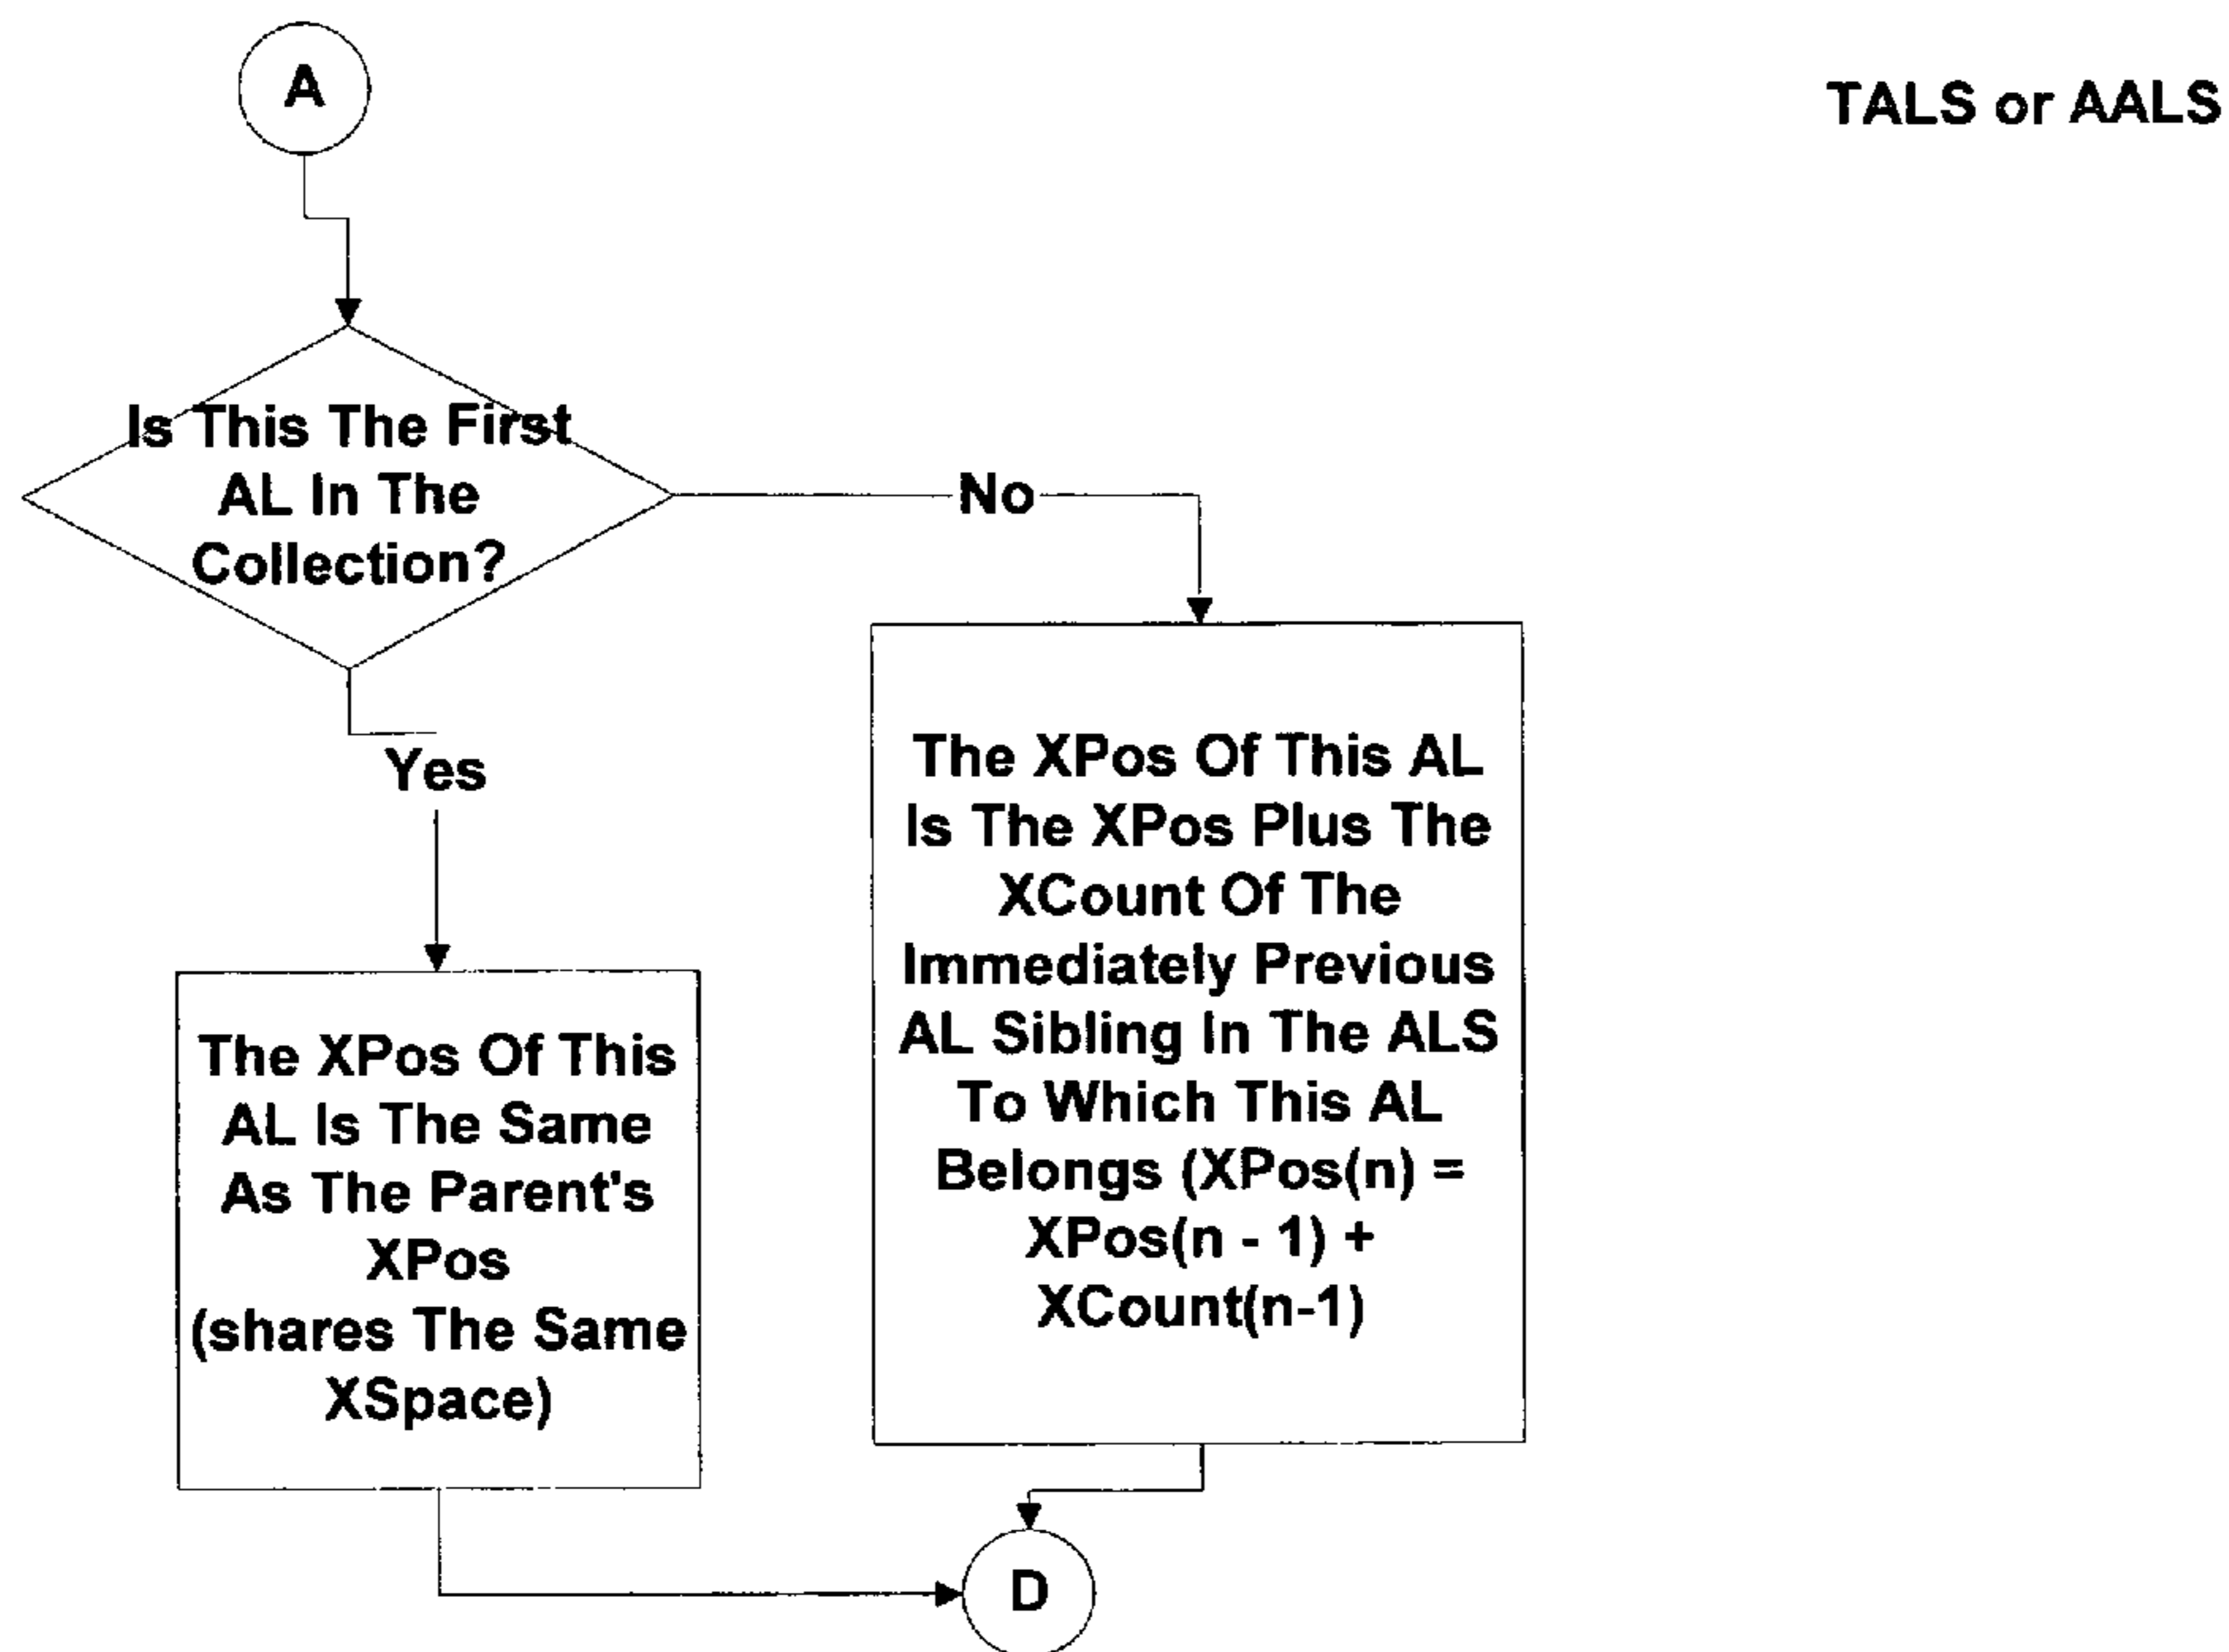 A
TALS or AALS
Is This The First
AL In The
Collection?
No
Yes
The XPos Of This AL
Is The XPos Plus The
XCount Of The
Immediately Previous
AL Sibling In The ALS
To Which This AL
Belongs (XPos(n) =
XPos(n - 1) +
XCount(n-1)
The XPos Of This
AL Is The Same
As The Parent's
XPos
(shares The Same
XSpace)
D